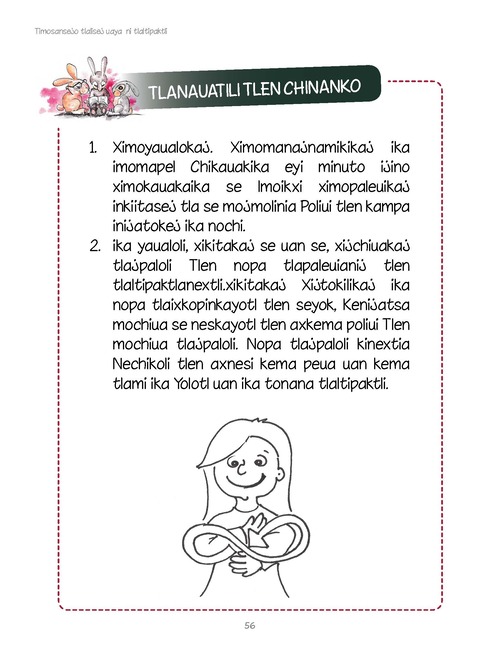 Timosansejo tlalisej uaya ni tlaltipaktli
TLANAUATILI TLEN CHINANKO
1. Ximoyaualokaj. Ximomanajnamikikaj ika
imomapel Chikauakika eyi minuto ijino
ximokauakaika se Imoikxi ximopaleuikaj
inkiitasej tla se mojmolinia Poliui tlen kampa
inijatokej ika nochi.
2. ika yaualoli, xikitakaj se uan se, xijchiuakaj
tlajpaloli Tlen nopa tlapaleuianij tlen
tlaltipaktlanextli.xikitakaj Xijtokilikaj ika
nopa tlaixkopinkayotl tlen seyok, Kenijatsa
mochiua se neskayotl tlen axkema poliui Tlen
mochiua tlajpaloli. Nopa tlajpaloli kinextia
Nechikoli tlen axnesi kema peua uan kema
tlami ika Yolotl uan ika tonana tlaltipaktli.
56